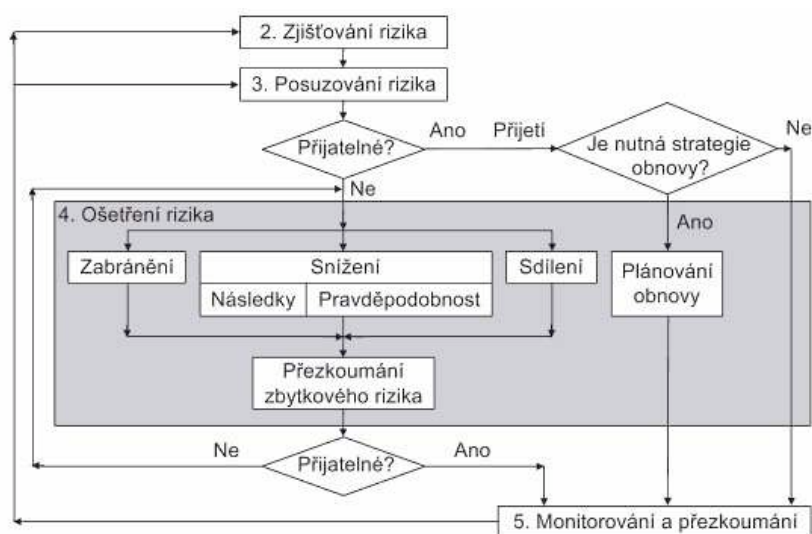 2. Zjišťování rizika
3. Posuzování rizika
Přijatelné?
Ano
Přijetí
Je nutná strategie
obnovy?
Ne
Ne
4. Ošetření rizika
Ano
Zabránění
Snížení
Následky
Pravděpodobnost
Sdílení
Plánování
obnovy
Přezkoumání
zbytkového rizika
Ne
Přijatelné?
Ano
5. Monitorování a přezkoumání